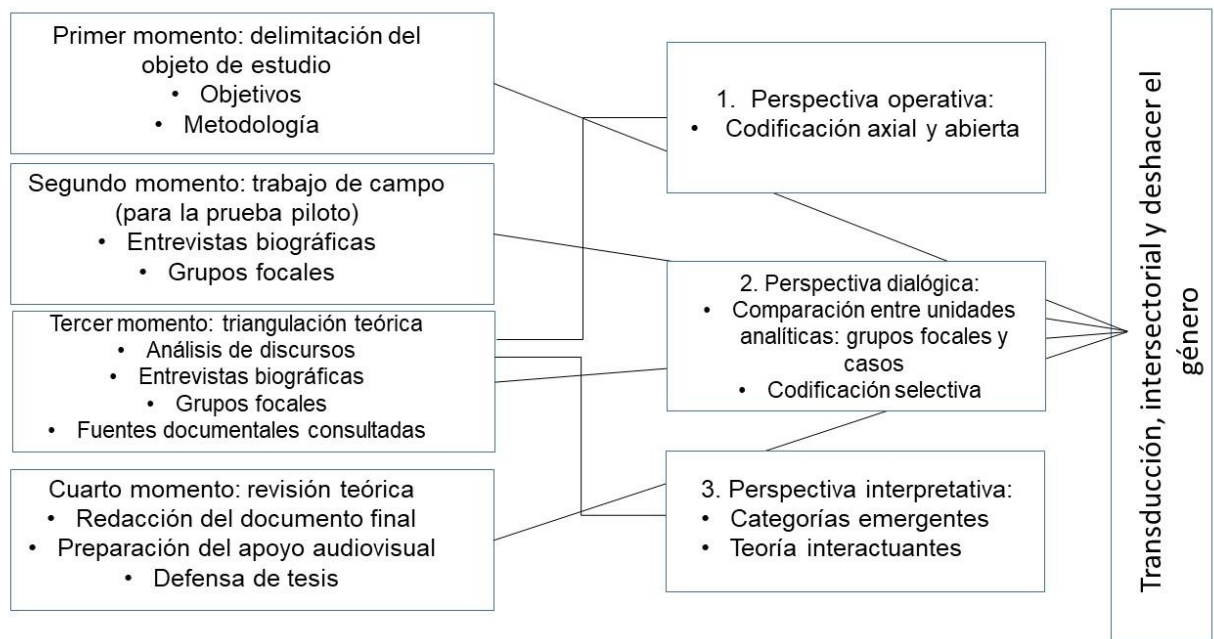 Primer momento: delimitación del
objeto de estudio
• Objetivos
• Metodología
Segundo momento: trabajo de campo
(para la prueba piloto)
• Entrevistas biográficas
• Grupos focales
Tercer momento: triangulación teórica
• Análisis de discursos
• Entrevistas biográficas
• Grupos focales
• Fuentes documentales consultadas
Cuarto momento: revisión teórica
• Redacción del documento final
• Preparación del apoyo audiovisual
• Defensa de tesis
1. Perspectiva operativa:
• Codificación axial y abierta
2. Perspectiva dialógica:
• Comparación entre unidades
analíticas: grupos focales y
casos
• Codificación selectiva
3. Perspectiva interpretativa:
• Categorías emergentes
• Teoría interactuantes
Transducción, intersectorial y deshacer el
género